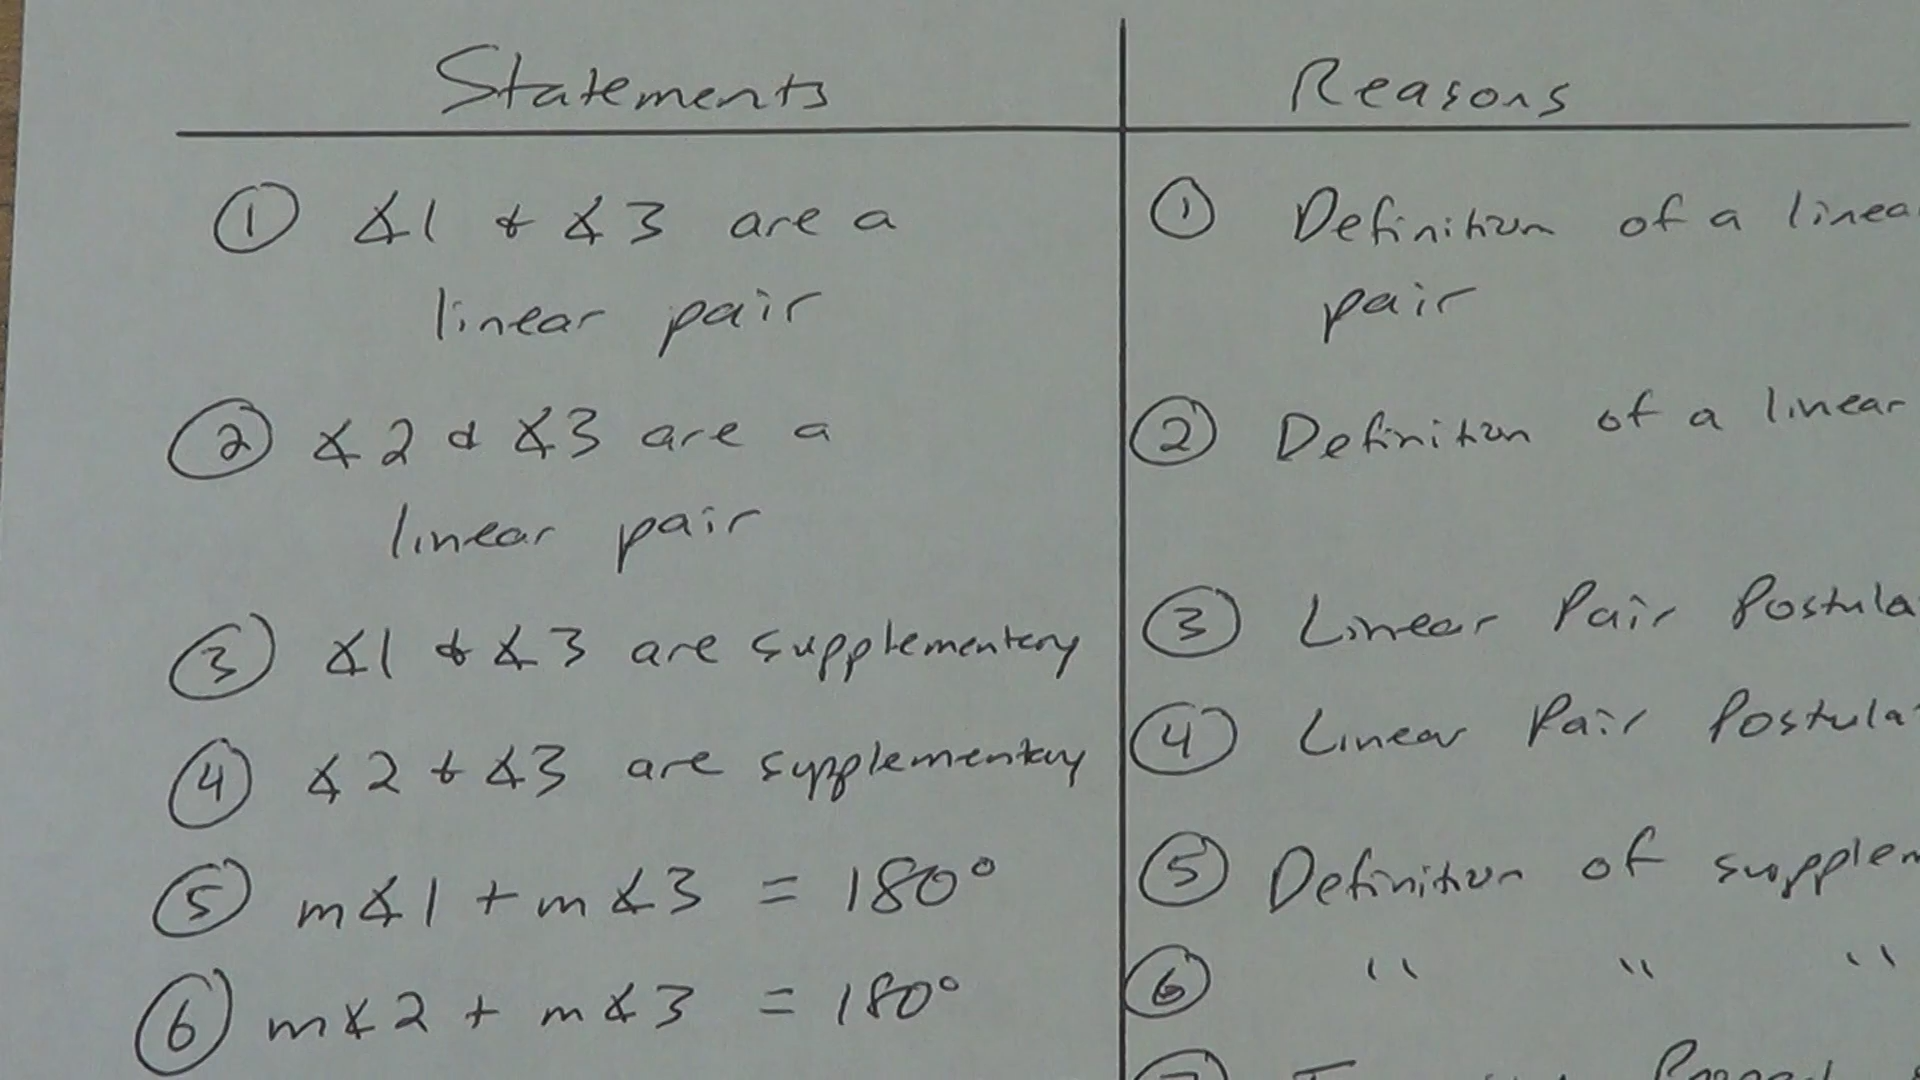 Statements
Reasons
① ∡1 & ∡3 are a
linear pair
① Definition of a linea
pair
② ∡2 & ∡3 are a
linear pair
② Definition of a linear
③ ∡1 & ∡3 are supplementary
③ Linear Pair Postula
④ ∡2 & ∡3 are supplementary
④ Linear Pair Postula
⑤ m∡1 + m∡3 = 180°
⑤ Definition of supplem
⑥ m∡2 + m∡3 = 180°
⑥ " " "